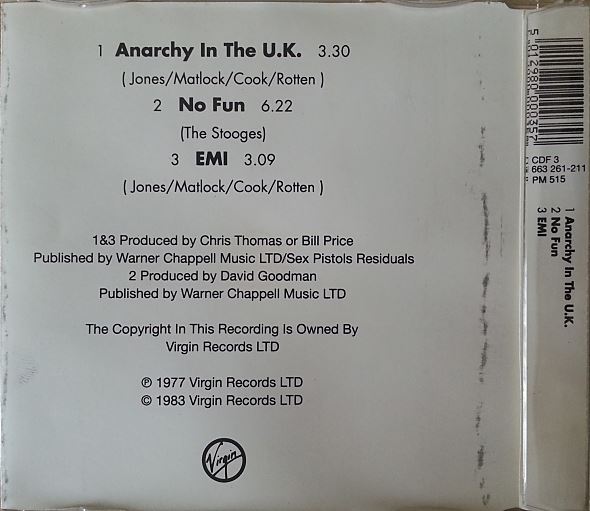 1 Anarchy In The U.K. 3.30
( Jones/Matlock/Cook/Rotten )
2 No Fun 6.22
(The Stooges)
3 EMI 3.09
( Jones/Matlock/Cook/Rotten )
1&3 Produced by Chris Thomas or Bill Price
Published by Warner Chappell Music LTD/Sex Pistols Residuals
2 Produced by David Goodman
Published by Warner Chappell Music LTD
The Copyright In This Recording Is Owned By
Virgin Records LTD
℗ 1977 Virgin Records LTD
© 1983 Virgin Records LTD
Virgin
5 012980 000357
CDF 3
663 261-211
PM 515
1 Anarchy In The U.K.
2 No Fun
3 EMI